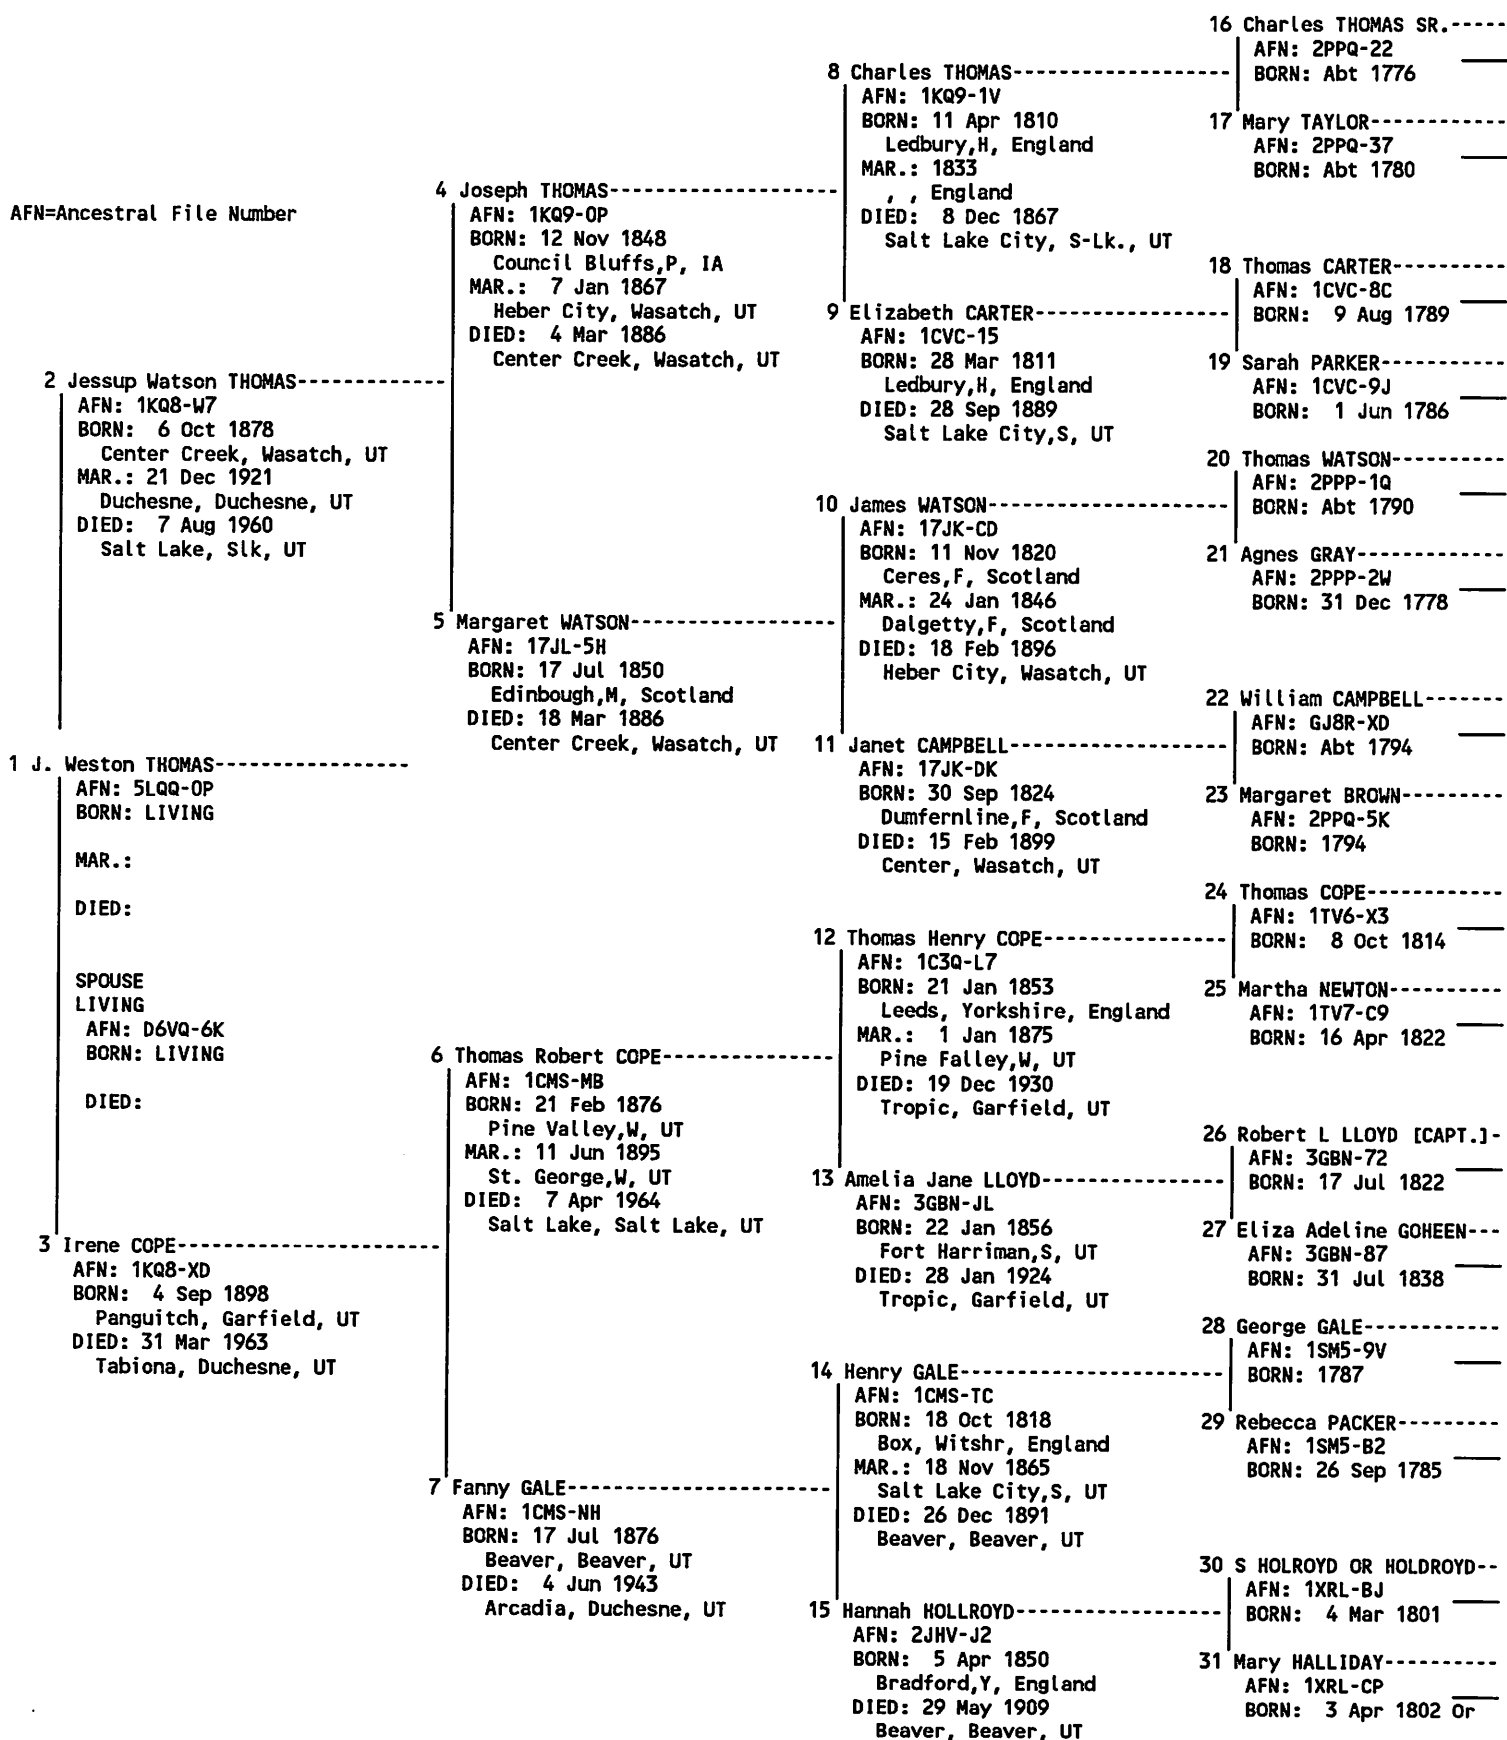 AFN=Ancestral File Number
1 J. Weston THOMAS----------------
AFN: 5LQQ-0P
BORN: LIVING
MAR.:
DIED:
SPOUSE
LIVING
AFN: D6VQ-6K
BORN: LIVING
DIED:
2 Jessup Watson THOMAS------------
AFN: 1KQ8-W7
BORN:  6 Oct 1878
Center Creek, Wasatch, UT
MAR.: 21 Dec 1921
Duchesne, Duchesne, UT
DIED:  7 Aug 1960
Salt Lake, Slk, UT
3 Irene COPE----------------------
AFN: 1KQ8-XD
BORN:  4 Sep 1898
Panguitch, Garfield, UT
DIED: 31 Mar 1963
Tabiona, Duchesne, UT
4 Joseph THOMAS-------------------
AFN: 1KQ9-0P
BORN: 12 Nov 1848
Council Bluffs,P, IA
MAR.:  7 Jan 1867
Heber City, Wasatch, UT
DIED:  4 Mar 1886
Center Creek, Wasatch, UT
5 Margaret WATSON-----------------
AFN: 17JL-5H
BORN: 17 Jul 1850
Edinbough,M, Scotland
DIED: 18 Mar 1886
Center Creek, Wasatch, UT
6 Thomas Robert COPE--------------
AFN: 1CMS-MB
BORN: 21 Feb 1876
Pine Valley,W, UT
MAR.: 11 Jun 1895
St. George,W, UT
DIED:  7 Apr 1964
Salt Lake, Salt Lake, UT
7 Fanny GALE----------------------
AFN: 1CMS-NH
BORN: 17 Jul 1876
Beaver, Beaver, UT
DIED:  4 Jun 1943
Arcadia, Duchesne, UT
8 Charles THOMAS------------------
AFN: 1KQ9-1V
BORN: 11 Apr 1810
Ledbury,H, England
MAR.: 1833
, , England
DIED:  8 Dec 1867
Salt Lake City, S-Lk., UT
9 Elizabeth CARTER----------------
AFN: 1CVC-15
BORN: 28 Mar 1811
Ledbury,H, England
DIED: 28 Sep 1889
Salt Lake City,S, UT
10 James WATSON--------------------
AFN: 17JK-CD
BORN: 11 Nov 1820
Ceres,F, Scotland
MAR.: 24 Jan 1846
Dalgetty,F, Scotland
DIED: 18 Feb 1896
Heber City, Wasatch, UT
11 Janet CAMPBELL------------------
AFN: 17JK-DK
BORN: 30 Sep 1824
Dumfernline,F, Scotland
DIED: 15 Feb 1899
Center, Wasatch, UT
12 Thomas Henry COPE---------------
AFN: 1C3Q-L7
BORN: 21 Jan 1853
Leeds, Yorkshire, England
MAR.:  1 Jan 1875
Pine Falley,W, UT
DIED: 19 Dec 1930
Tropic, Garfield, UT
13 Amelia Jane LLOYD---------------
AFN: 3GBN-JL
BORN: 22 Jan 1856
Fort Harriman,S, UT
DIED: 28 Jan 1924
Tropic, Garfield, UT
14 Henry GALE----------------------
AFN: 1CMS-TC
BORN: 18 Oct 1818
Box, Witshr, England
MAR.: 18 Nov 1865
Salt Lake City,S, UT
DIED: 26 Dec 1891
Beaver, Beaver, UT
15 Hannah HOLLROYD-----------------
AFN: 2JHV-J2
BORN:  5 Apr 1850
Bradford,Y, England
DIED: 29 May 1909
Beaver, Beaver, UT
16 Charles THOMAS SR.-----
AFN: 2PPQ-22
BORN: Abt 1776
17 Mary TAYLOR------------
AFN: 2PPQ-37
BORN: Abt 1780
18 Thomas CARTER----------
AFN: 1CVC-8C
BORN:  9 Aug 1789
19 Sarah PARKER-----------
AFN: 1CVC-9J
BORN:  1 Jun 1786
20 Thomas WATSON----------
AFN: 2PPP-1Q
BORN: Abt 1790
21 Agnes GRAY-------------
AFN: 2PPP-2W
BORN: 31 Dec 1778
22 William CAMPBELL-------
AFN: GJ8R-XD
BORN: Abt 1794
23 Margaret BROWN---------
AFN: 2PPQ-5K
BORN: 1794
24 Thomas COPE------------
AFN: 1TV6-X3
BORN:  8 Oct 1814
25 Martha NEWTON----------
AFN: 1TV7-C9
BORN: 16 Apr 1822
26 Robert L LLOYD [CAPT.]-
AFN: 3GBN-72
BORN: 17 Jul 1822
27 Eliza Adeline GOHEEN---
AFN: 3GBN-87
BORN: 31 Jul 1838
28 George GALE------------
AFN: 1SM5-9V
BORN: 1787
29 Rebecca PACKER---------
AFN: 1SM5-B2
BORN: 26 Sep 1785
30 S HOLROYD OR HOLDROYD--
AFN: 1XRL-BJ
BORN:  4 Mar 1801
31 Mary HALLIDAY----------
AFN: 1XRL-CP
BORN:  3 Apr 1802 Or